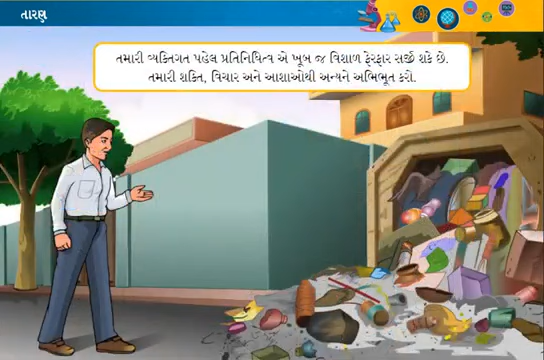 તારણ
તમારી વ્યક્તિગત પહેલ પ્રતિનિધિત્વ એ ખૂબ જ વિશાળ ફેરફાર સર્જી શકે છે.
તમારી શક્તિ, વિચાર અને આશાઓથી અન્યને અભિભૂત કરો.